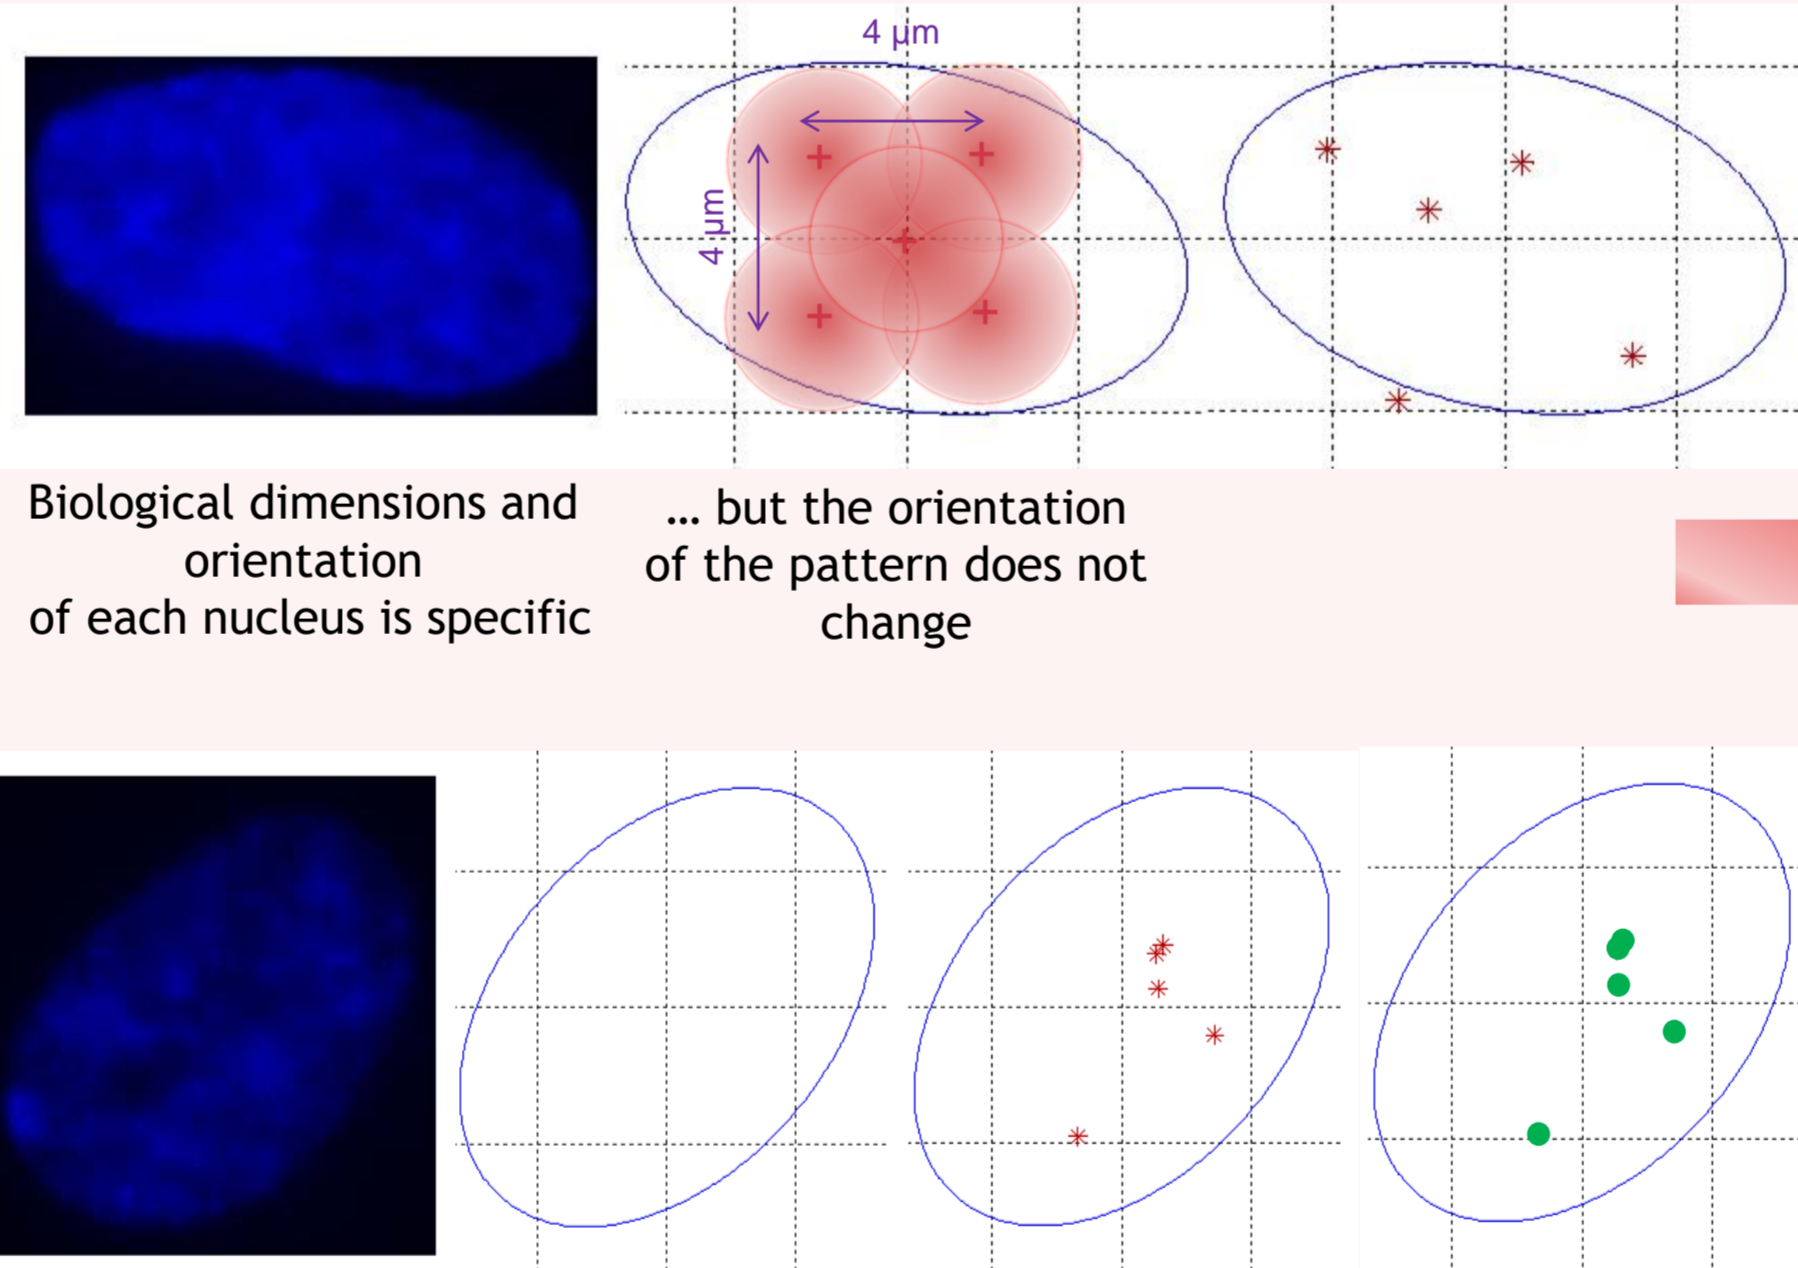 4 μm
4 μm
Biological dimensions and
orientation
of each nucleus is specific
... but the orientation
of the pattern does not
change